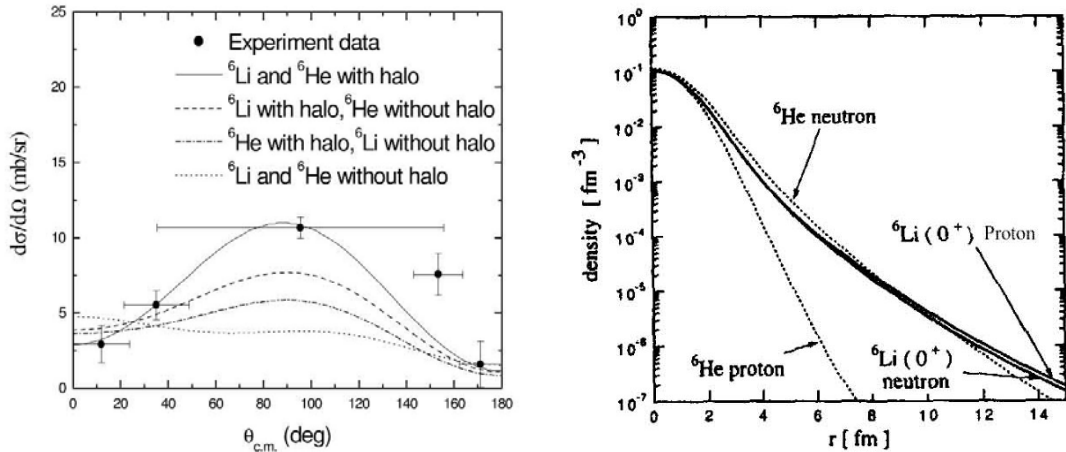 25
20
15
10
5
0
dσ/dΩ (mb/sr)
Experiment data
⁶Li and ⁶He with halo
⁶Li with halo,⁶He without halo
⁶He with halo,⁶Li without halo
⁶Li and ⁶He without halo
0 20 40 60 80 100 120 140 160 180
θc.m. (deg)
10⁰
10⁻¹
10⁻²
10⁻³
10⁻⁴
10⁻⁵
10⁻⁶
10⁻⁷
density [ fm⁻³ ]
⁶He neutron
⁶Li (0⁺) Proton
⁶Li (0⁺)
neutron
⁶He proton
0 2 4 6 8 10 12 14
r [ fm ]